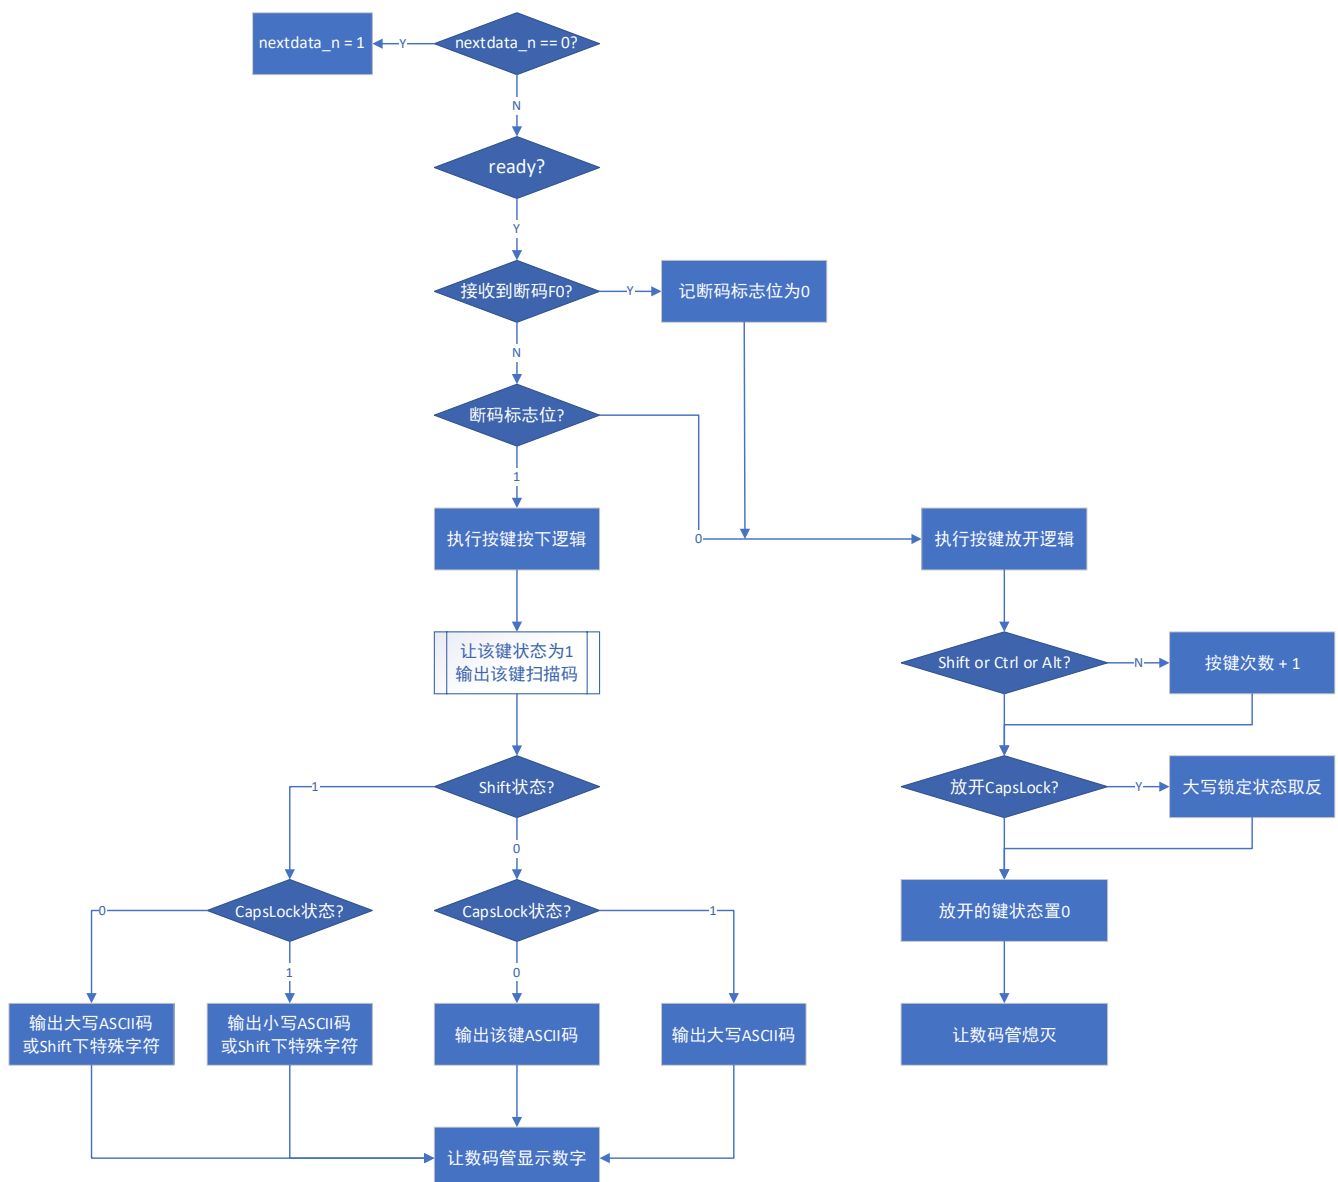 nextdata_n = 1
Y
nextdata_n == 0?
N
ready?
Y
接收到断码F0?
Y
记断码标志位为0
N
断码标志位?
1
0
执行按键按下逻辑
执行按键放开逻辑
让该键状态为1
输出该键扫描码
Shift or Ctrl or Alt?
N
按键次数 + 1
1
Shift状态?
放开CapsLock?
Y
大写锁定状态取反
0
0
CapsLock状态?
CapsLock状态?
1
放开的键状态置0
1
0
输出大写ASCII码
或Shift下特殊字符
输出小写ASCII码
或Shift下特殊字符
输出该键ASCII码
输出大写ASCII码
让数码管熄灭
让数码管显示数字